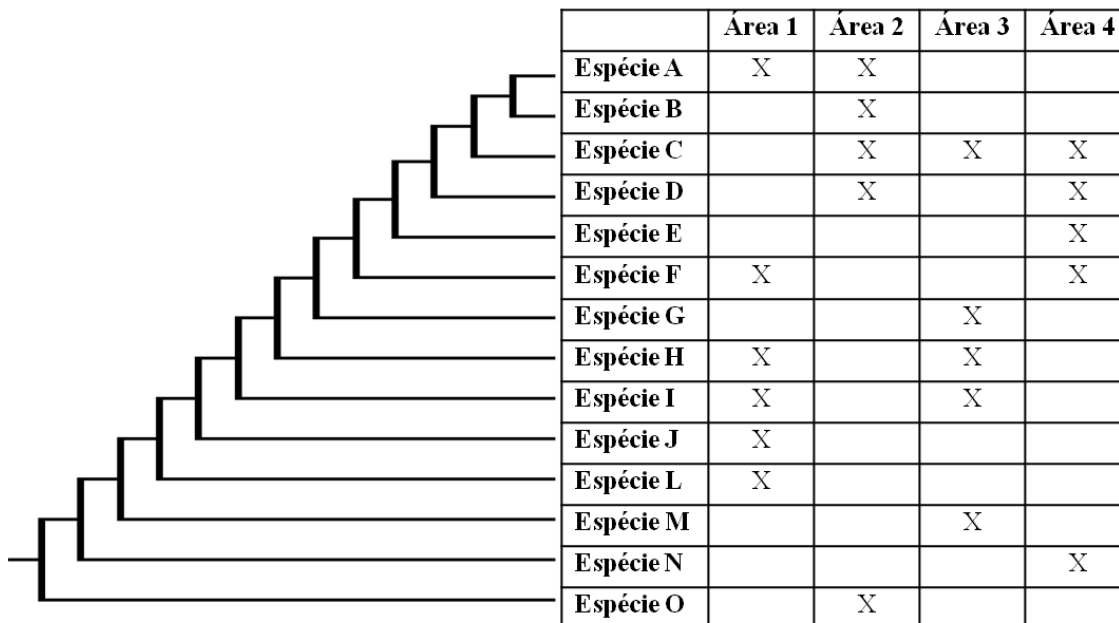 Área 1 Área 2 Área 3 Área 4
Espécie A X X
Espécie B X
Espécie C X X X
Espécie D X X
Espécie E X
Espécie F X X
Espécie G X
Espécie H X X
Espécie I X X
Espécie J X
Espécie L X
Espécie M X
Espécie N X
Espécie O X